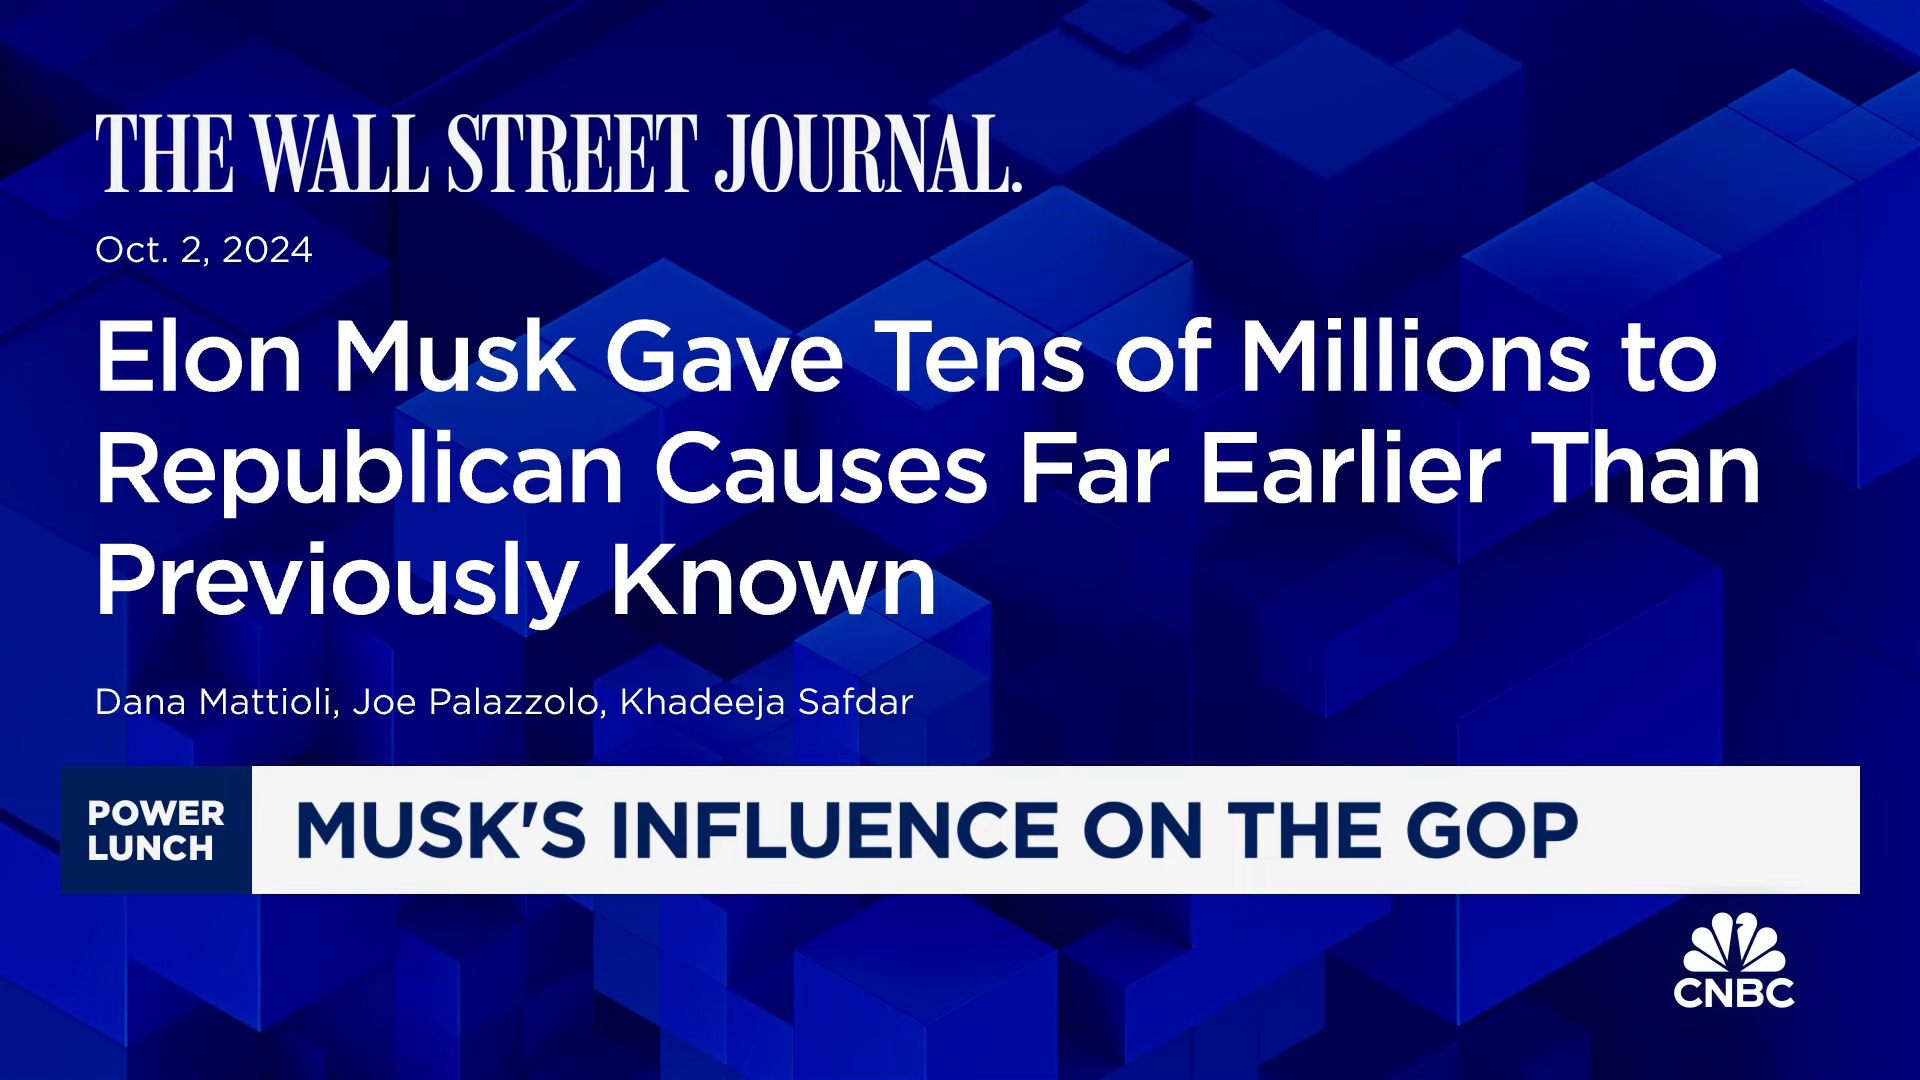 THE WALL STREET JOURNAL.
Oct. 2, 2024
Elon Musk Gave Tens of Millions to
Republican Causes Far Earlier Than
Previously Known
Dana Mattioli, Joe Palazzolo, Khadeeja Safdar
POWER
LUNCH
MUSK'S INFLUENCE ON THE GOP
CNBC